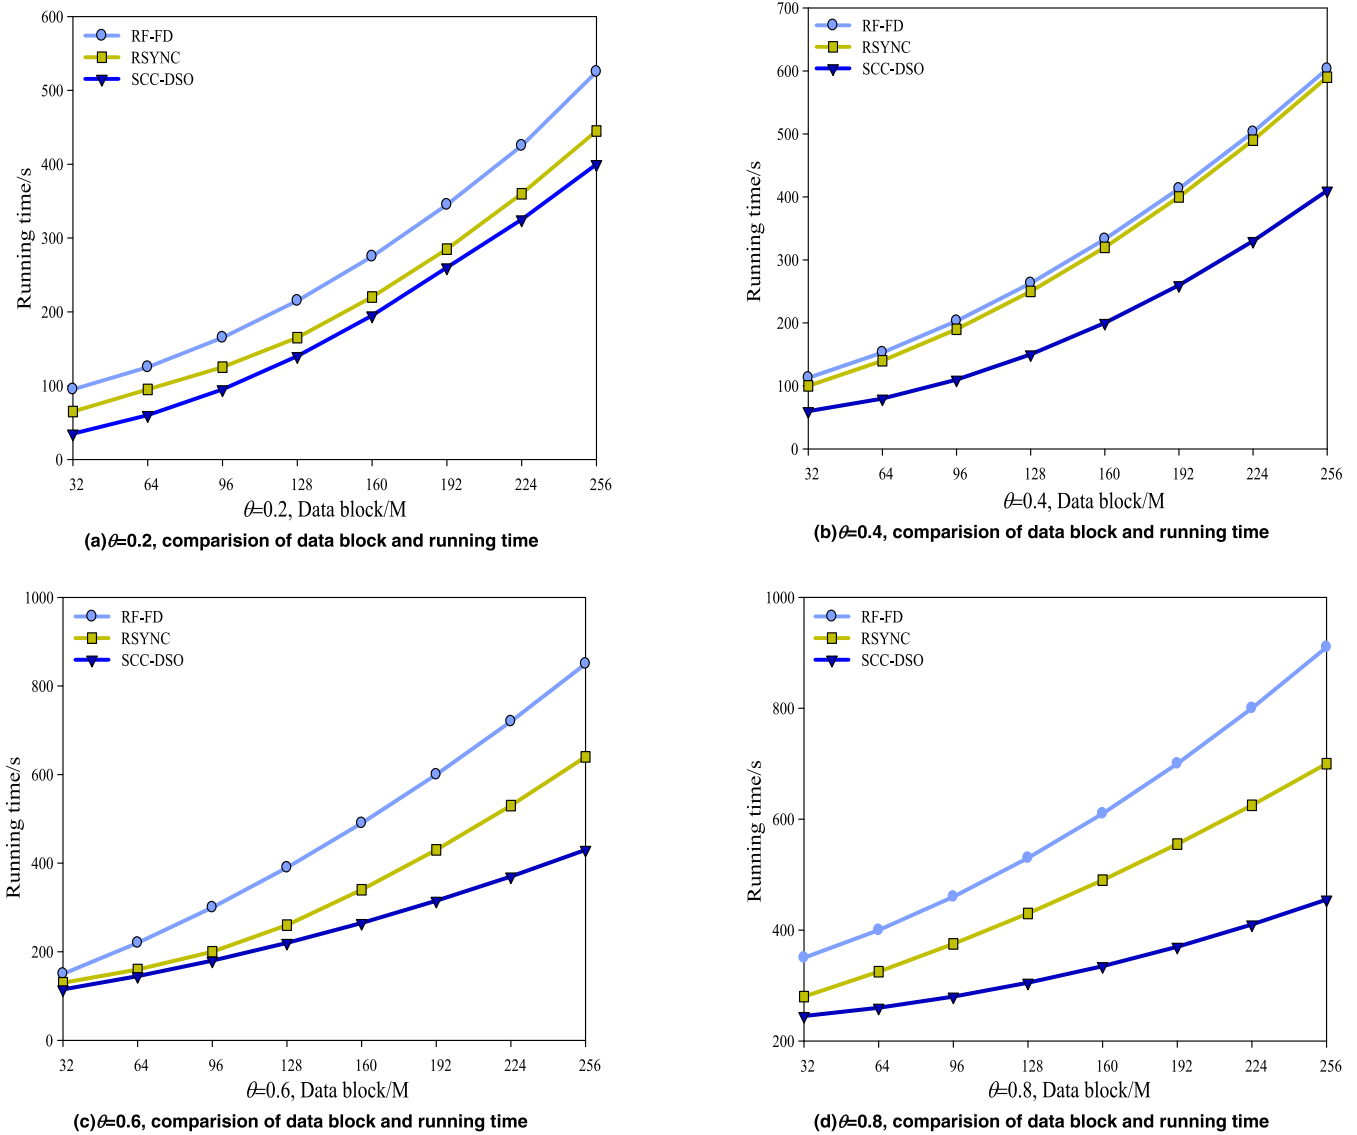 600
500
400
300
200
100
0
Running time/s
RF-FD
RSYNC
SCC-DSO
32 64 96 128 160 192 224 256
θ=0.2, Data block/M
(a)θ=0.2, comparision of data block and running time
700
600
500
400
300
200
100
0
Running time/s
RF-FD
RSYNC
SCC-DSO
32 64 96 128 160 192 224 256
θ=0.4, Data block/M
(b)θ=0.4, comparision of data block and running time
1000
800
600
400
200
0
Running time/s
RF-FD
RSYNC
SCC-DSO
32 64 96 128 160 192 224 256
θ=0.6, Data block/M
(c)θ=0.6, comparision of data block and running time
1000
800
600
400
200
Running time/s
RF-FD
RSYNC
SCC-DSO
32 64 96 128 160 192 224 256
θ=0.8, Data block/M
(d)θ=0.8, comparision of data block and running time